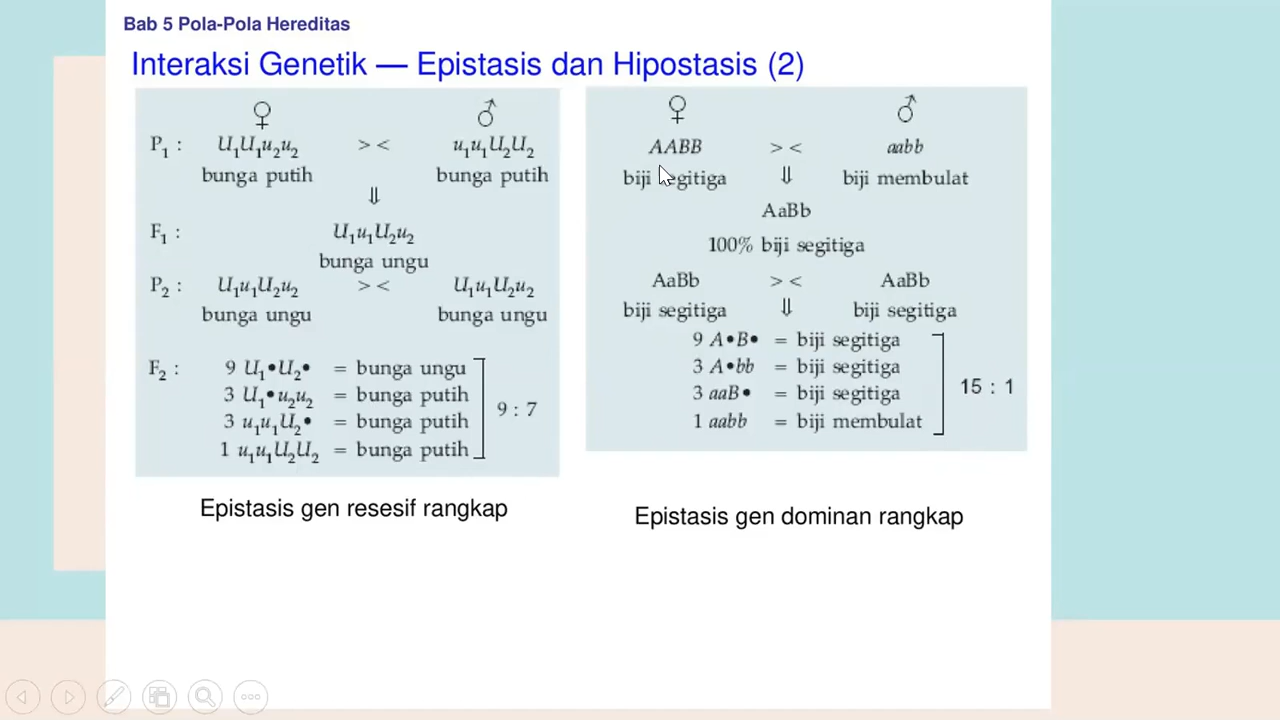 Bab 5 Pola-Pola Hereditas
Interaksi Genetik — Epistasis dan Hipostasis (2)
♀ ♂
P₁ : U₁U₁u₂u₂ > < u₁u₁U₂U₂
bunga putih bunga putih
⇓
F₁ : U₁u₁U₂u₂
bunga ungu
P₂ : U₁u₁U₂u₂ > < U₁u₁U₂u₂
bunga ungu bunga ungu
F₂ : 9 U₁•U₂• = bunga ungu
3 U₁•u₂u₂ = bunga putih
3 u₁u₁U₂• = bunga putih
1 u₁u₁U₂U₂ = bunga putih
9 : 7
Epistasis gen resesif rangkap
♀ ♂
AABB > < aabb
biji segitiga ⇓ biji membulat
AaBb
100% biji segitiga
AaBb > < AaBb
biji segitiga ⇓ biji segitiga
9 A•B• = biji segitiga
3 A•bb = biji segitiga
3 aaB• = biji segitiga
1 aabb = biji membulat
15 : 1
Epistasis gen dominan rangkap